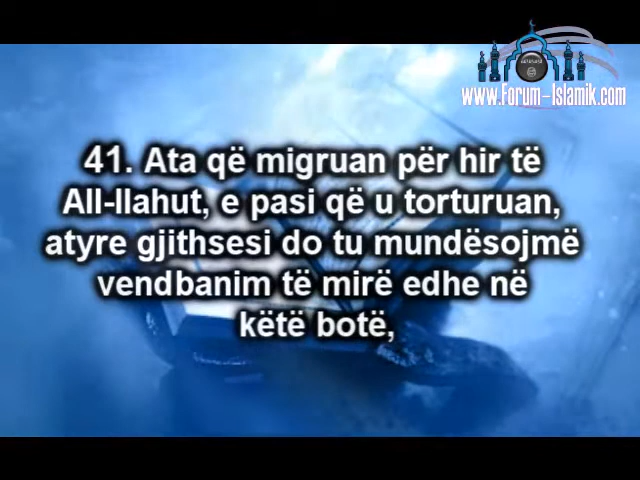 www.Forum-Islamik.com
41. Ata që migruan për hir të
All-llahut, e pasi që u torturuan,
atyre gjithsesi do tu mundësojmë
vendbanim të mirë edhe në
këtë botë,